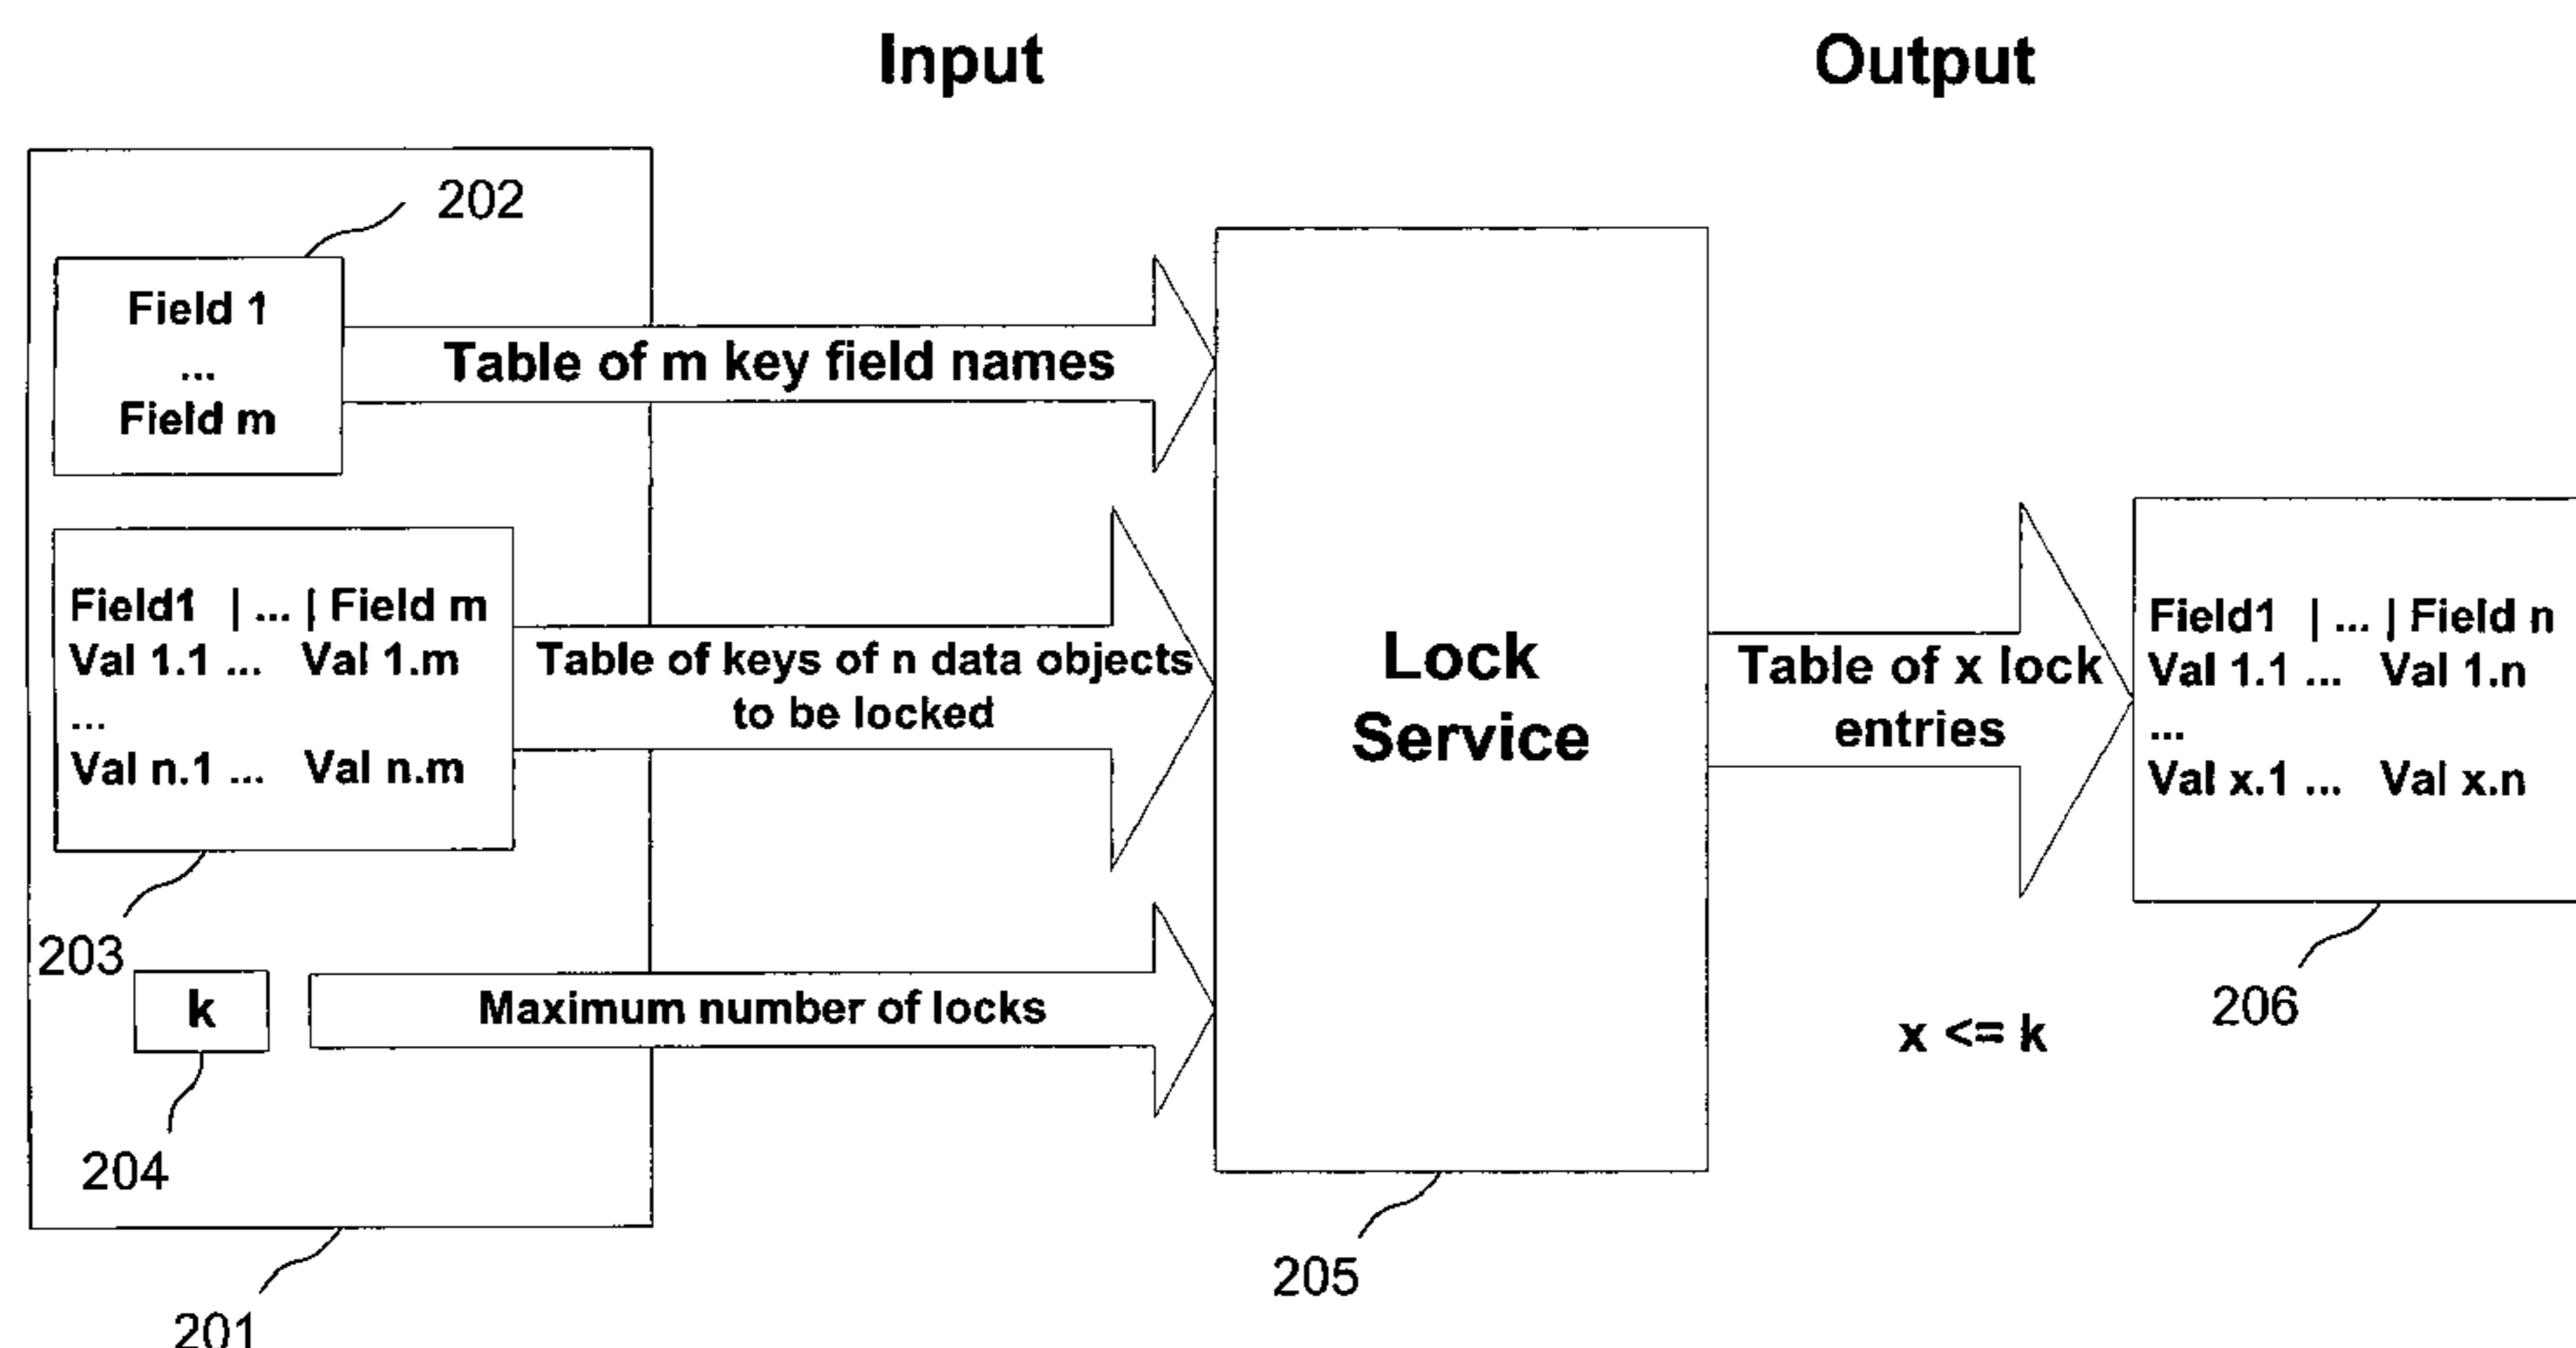 Input
Output
202
Field 1
...
Field m
Table of m key field names
Field1 | ... | Field m
Val 1.1 ... Val 1.m
...
Val n.1 ... Val n.m
Table of keys of n data objects
to be locked
203
k
Maximum number of locks
204
201
Lock
Service
205
Table of x lock
entries
x <= k
Field1 | ... | Field n
Val 1.1 ... Val 1.n
...
Val x.1 ... Val x.n
206